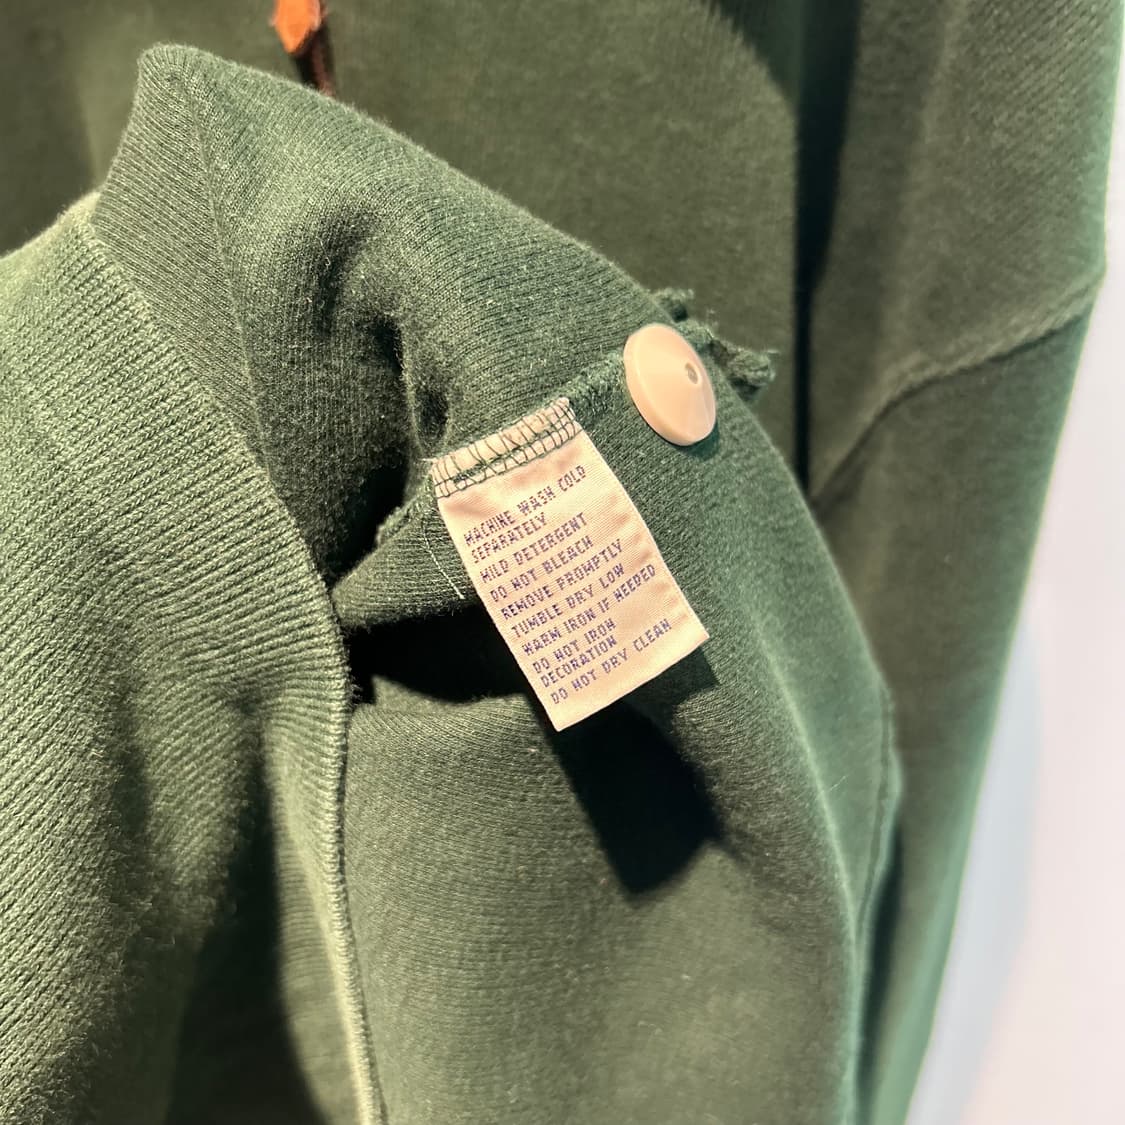 MACHINE WASH COLD
SEPARATELY
MILD DETERGENT
DO NOT BLEACH
REMOVE PROMPTLY
TUMBLE DRY LOW
WARM IRON IF NEEDED
DO NOT IRON
DECORATION
DO NOT DRY CLEAN